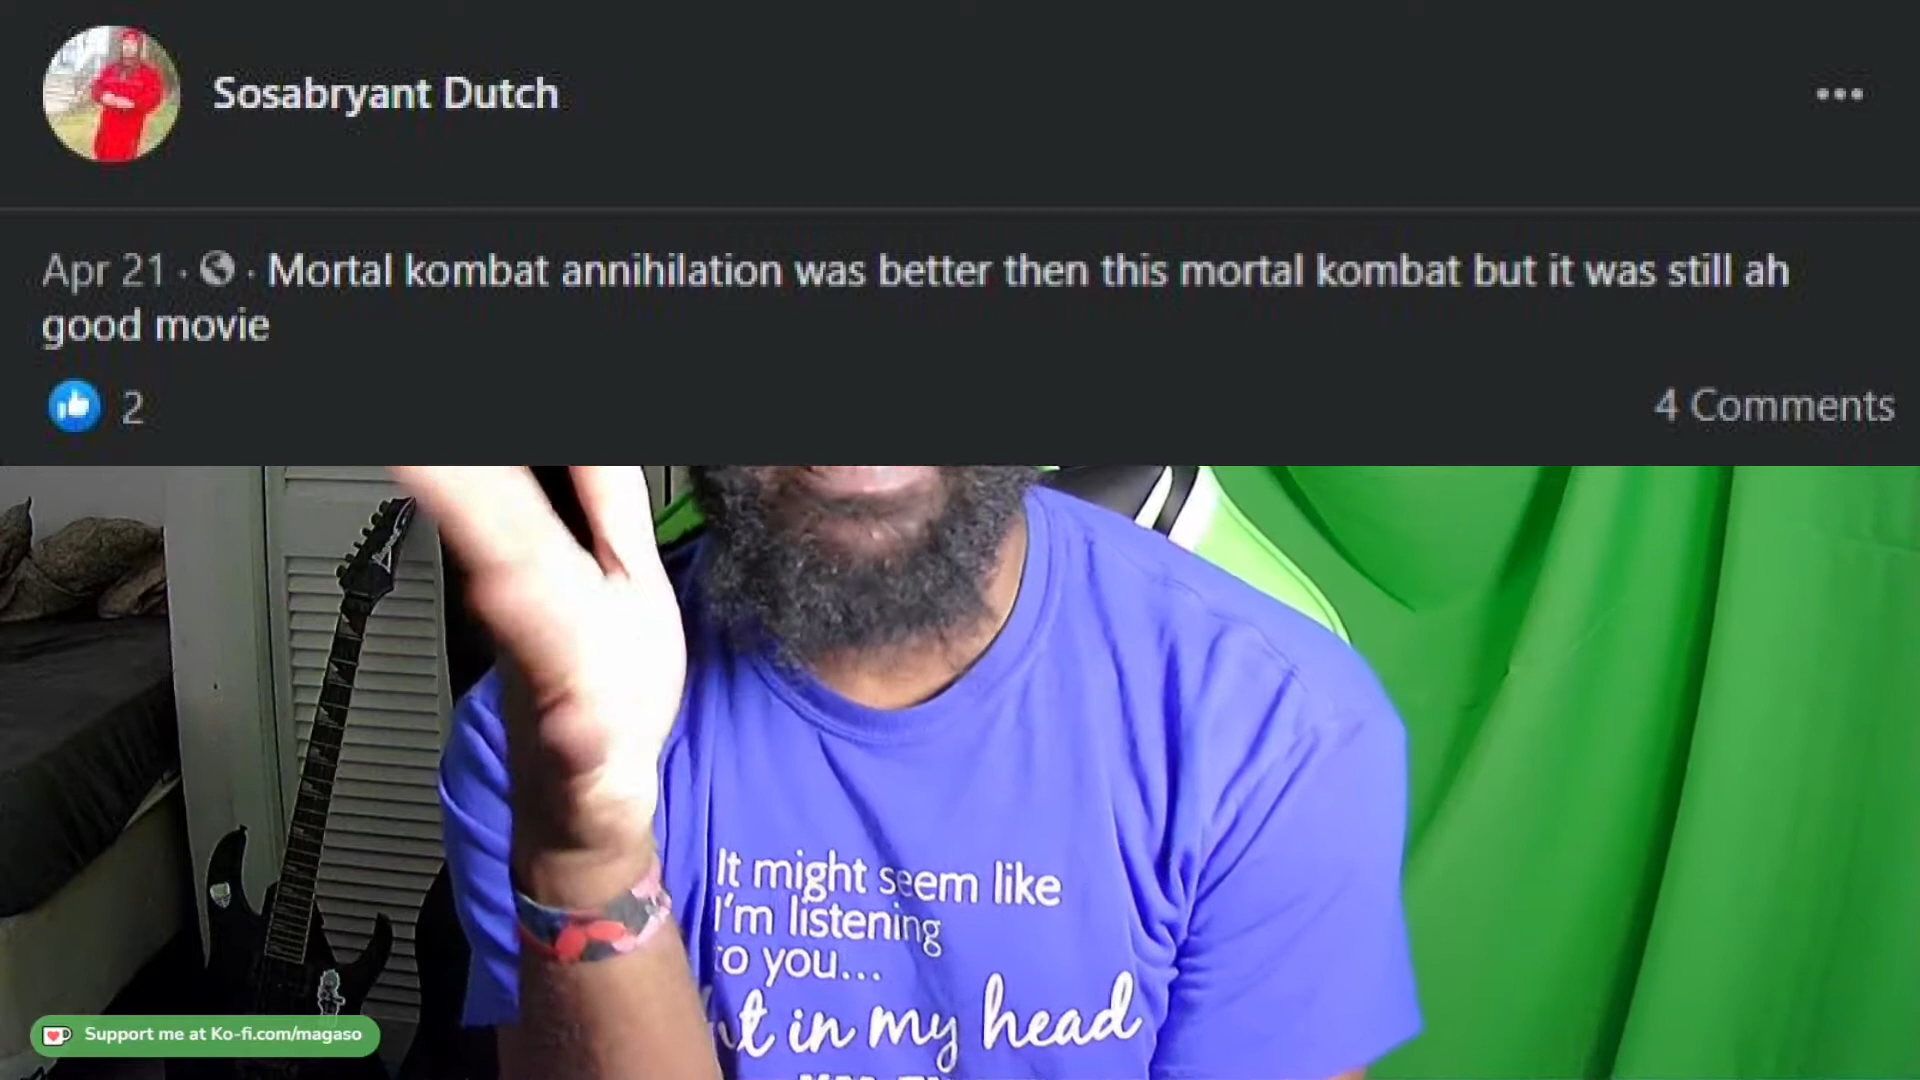 Sosabryant Dutch
Apr 21 · · Mortal kombat annihilation was better then this mortal kombat but it was still ah
good movie
2
4 Comments
It might seem like
I'm listening
to you...
in my head
Support me at Ko-fi.com/magaso